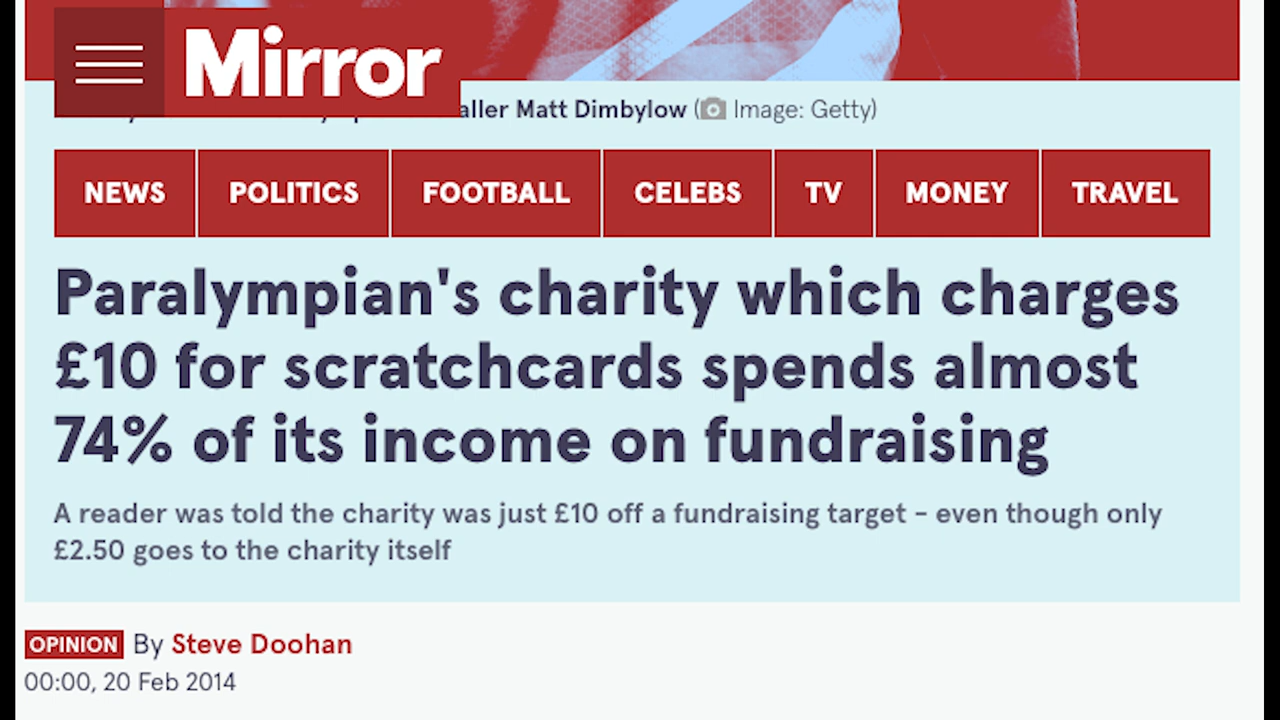 Mirror
aller Matt Dimbylow (Image: Getty)
NEWS POLITICS FOOTBALL CELEBS TV MONEY TRAVEL
Paralympian's charity which charges
£10 for scratchcards spends almost
74% of its income on fundraising
A reader was told the charity was just £10 off a fundraising target – even though only
£2.50 goes to the charity itself
OPINION By Steve Doohan
00:00, 20 Feb 2014